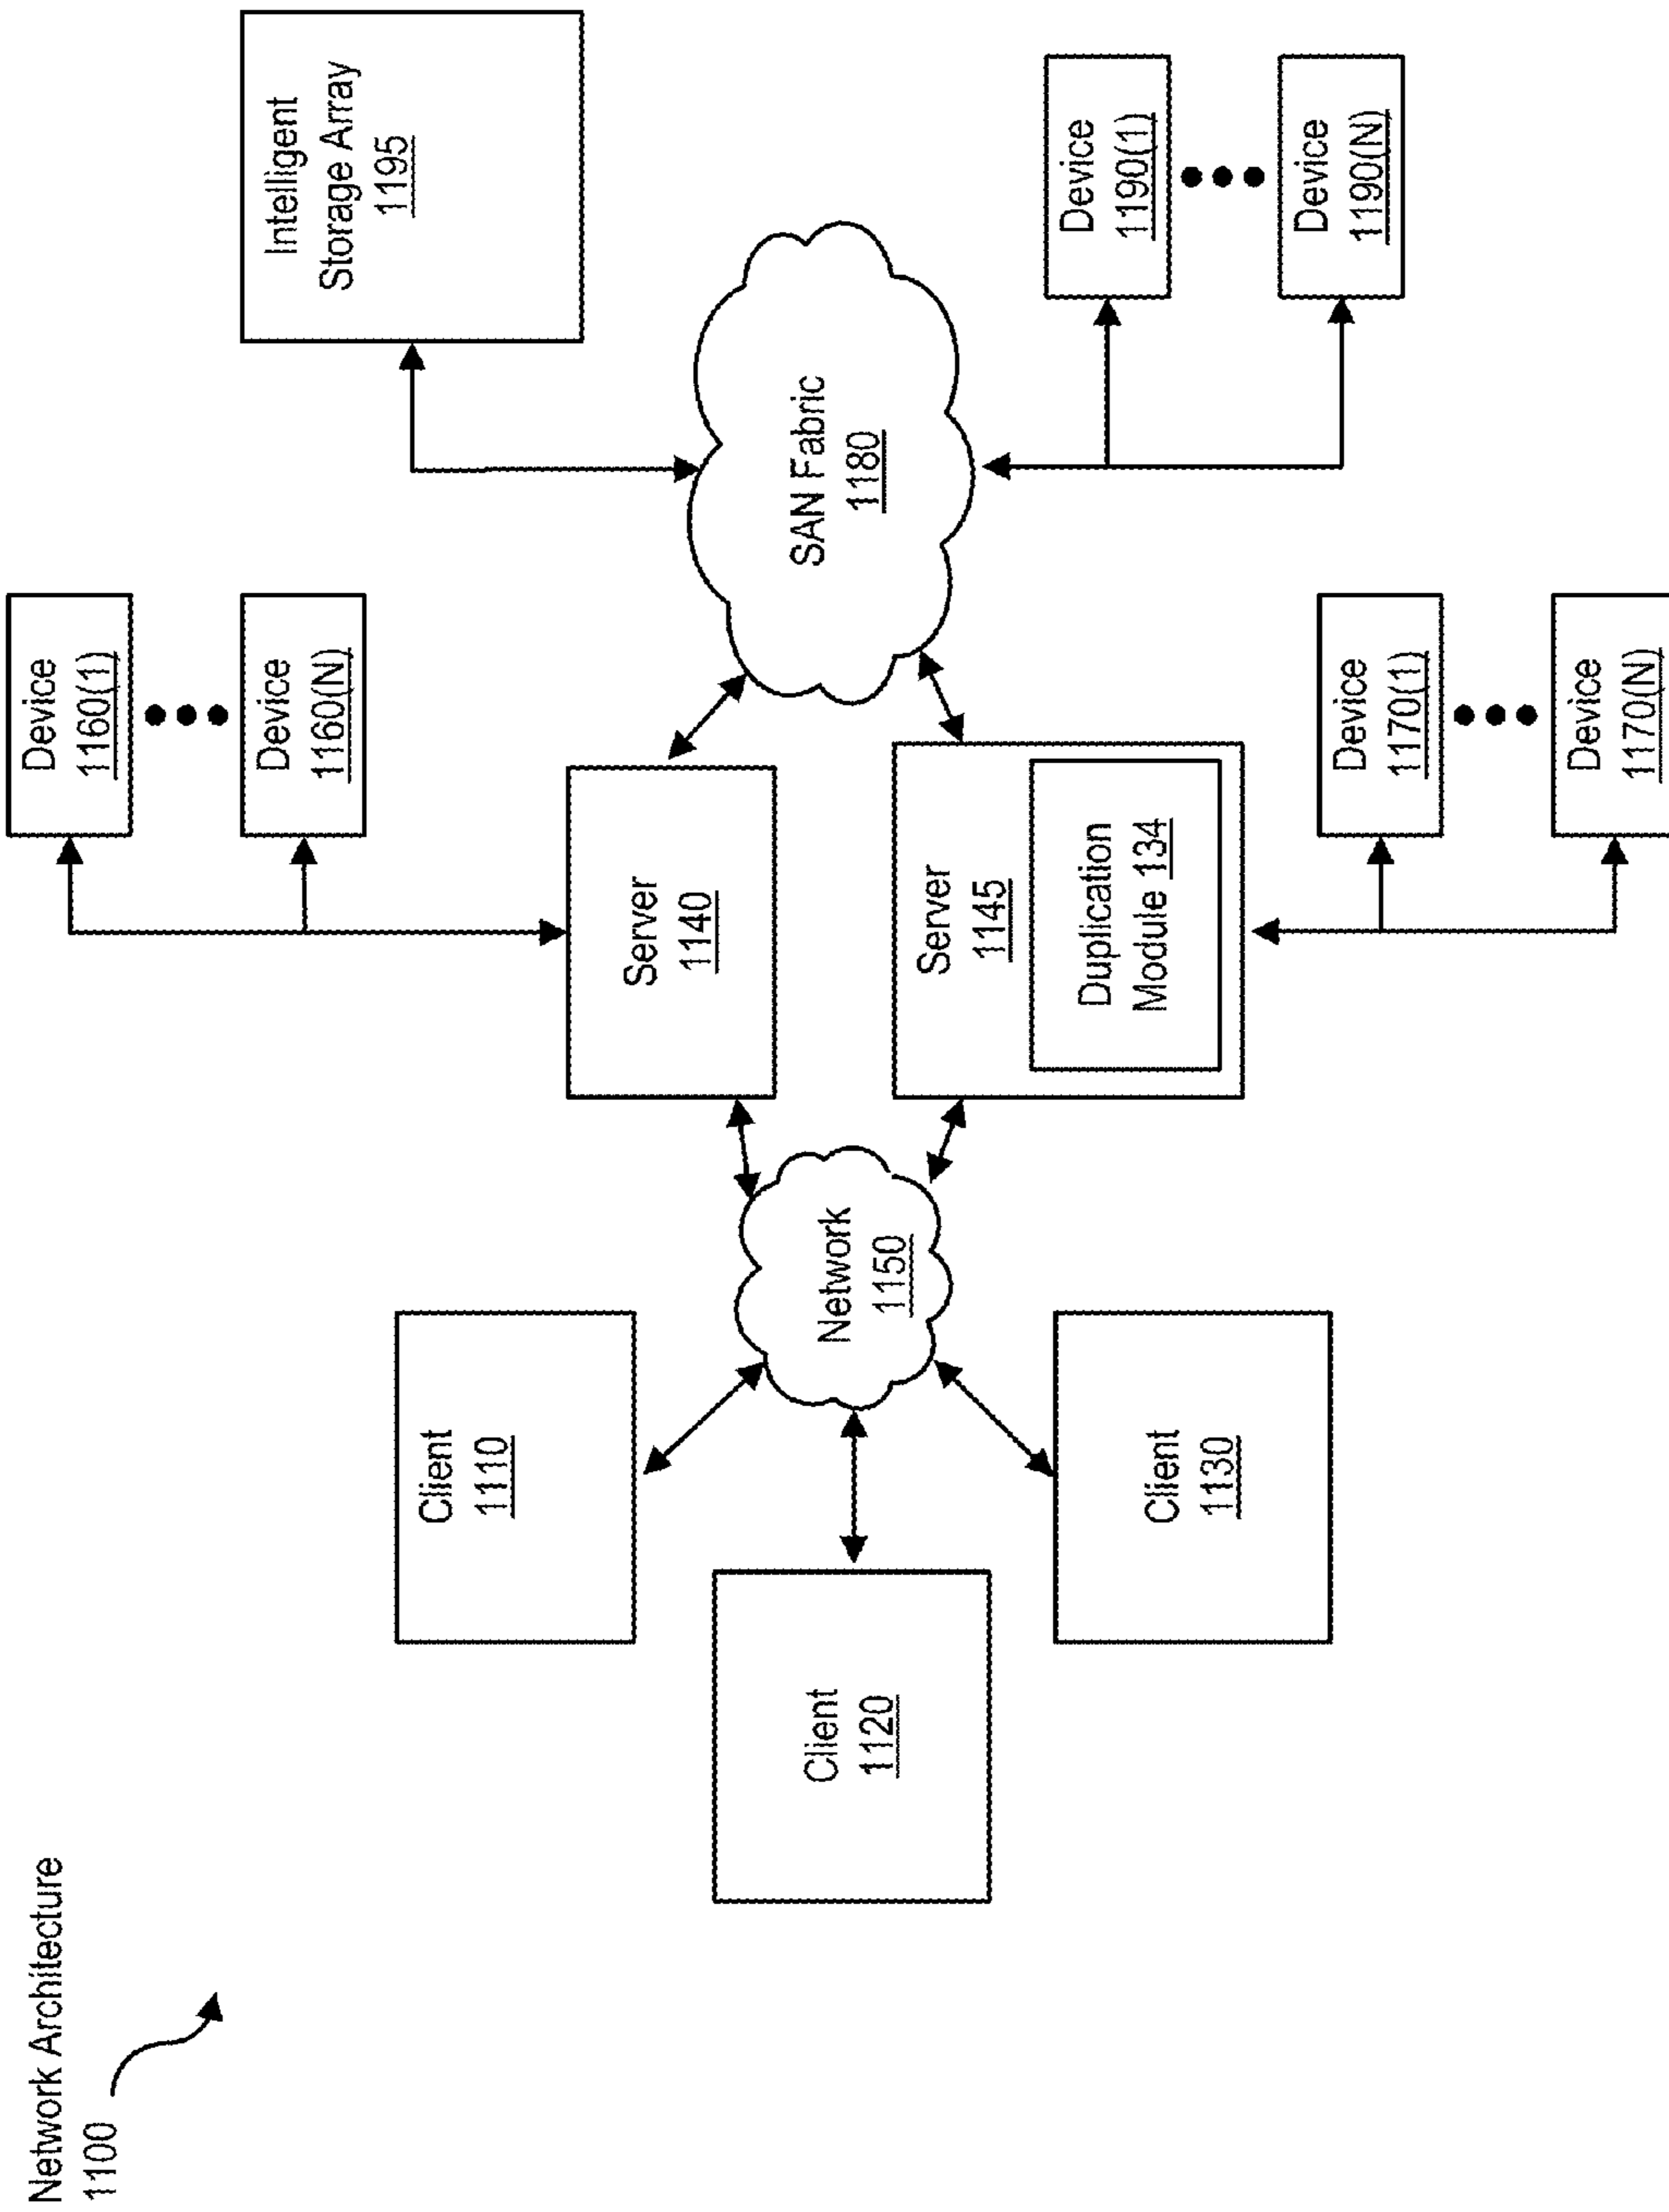 Network Architecture
1100
Device
1160(1)
Device
1160(N)
Intelligent
Storage Array
1195
Client
1110
Server
1140
Client
1120
Network
1150
SAN Fabric
1180
Server
1145
Duplication
Module 134
Client
1130
Device
1190(1)
Device
1190(N)
Device
1170(1)
Device
1170(N)